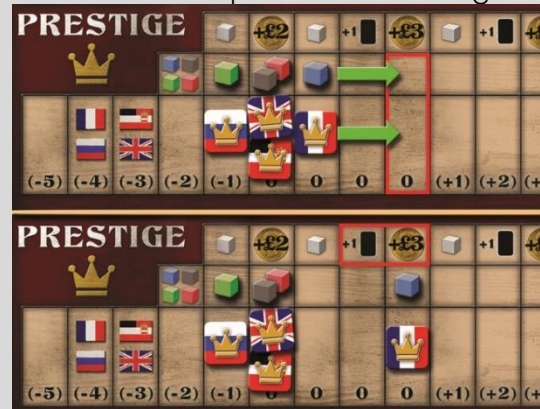 PRESTIGE +£2 +1 +£3 +1
(-5) (-4) (-3) (-2) (-1) 0 0 0 0 (+1) (+2)
PRESTIGE +£2 +1 +£3 +1
(-5) (-4) (-3) (-2) (-1) 0 0 0 0 (+1) (+2)